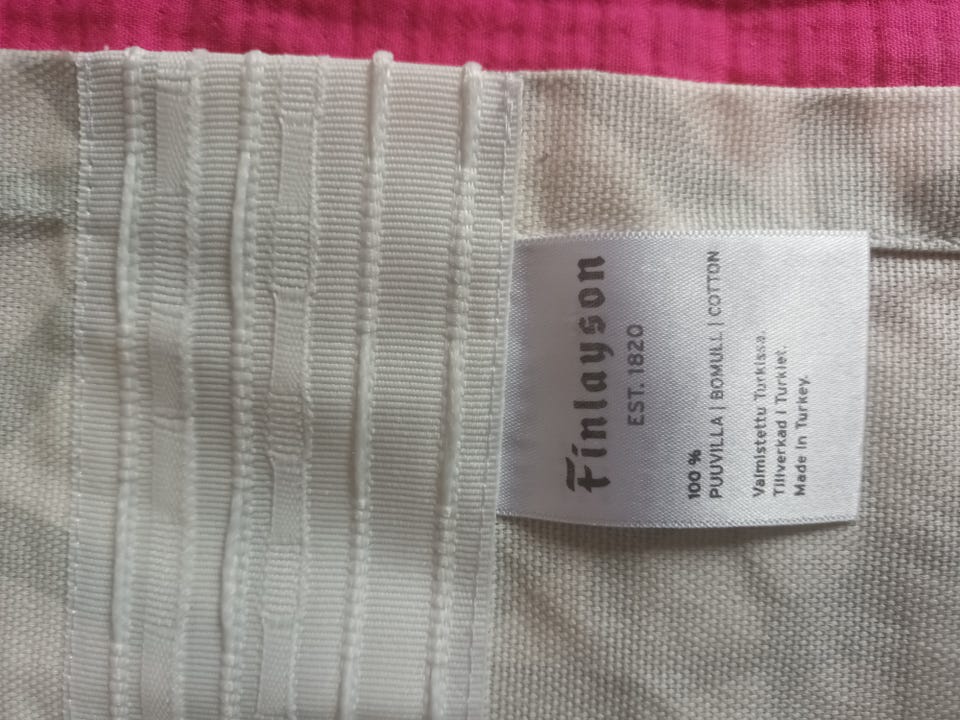 Finlayson
EST. 1820
100 %
PUUVILLA | BOMULL | COTTON
Valmistettu Turkissa.
Tillverkad i Turkiet.
Made in Turkey.